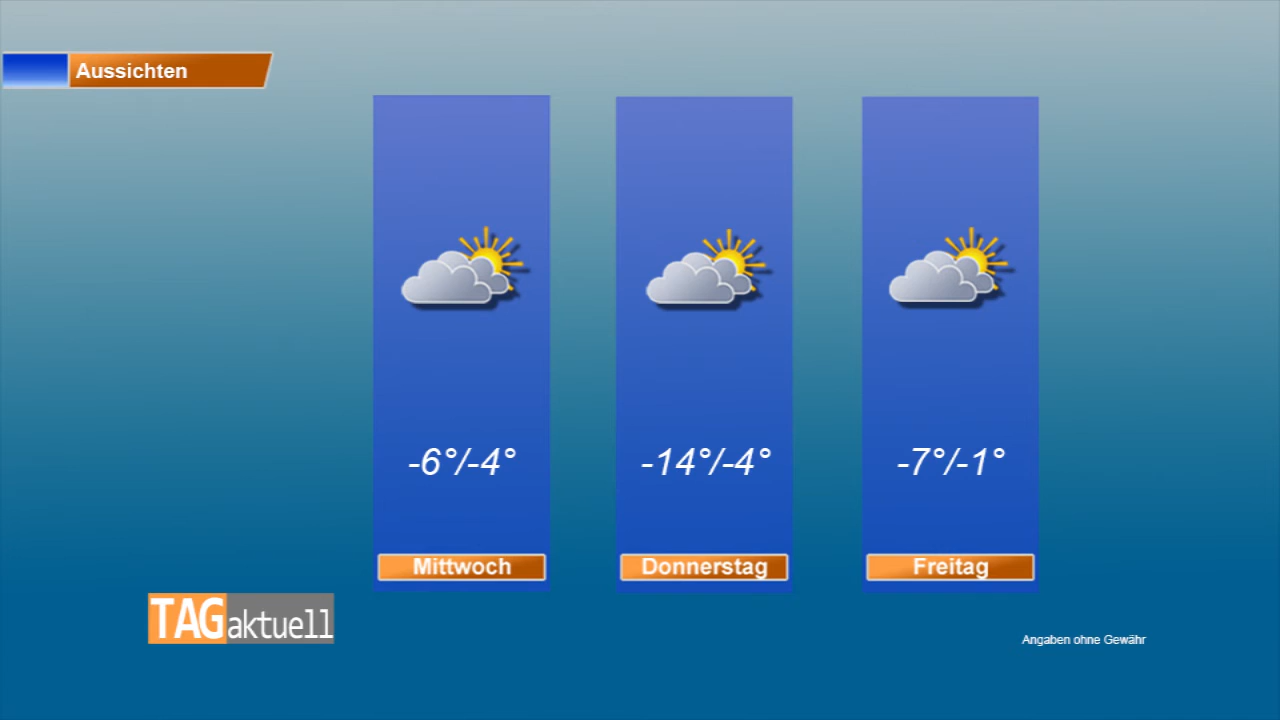 Aussichten
-6°/-4°
-14°/-4°
-7°/-1°
Mittwoch
Donnerstag
Freitag
TAGaktuell
Angaben ohne Gewähr